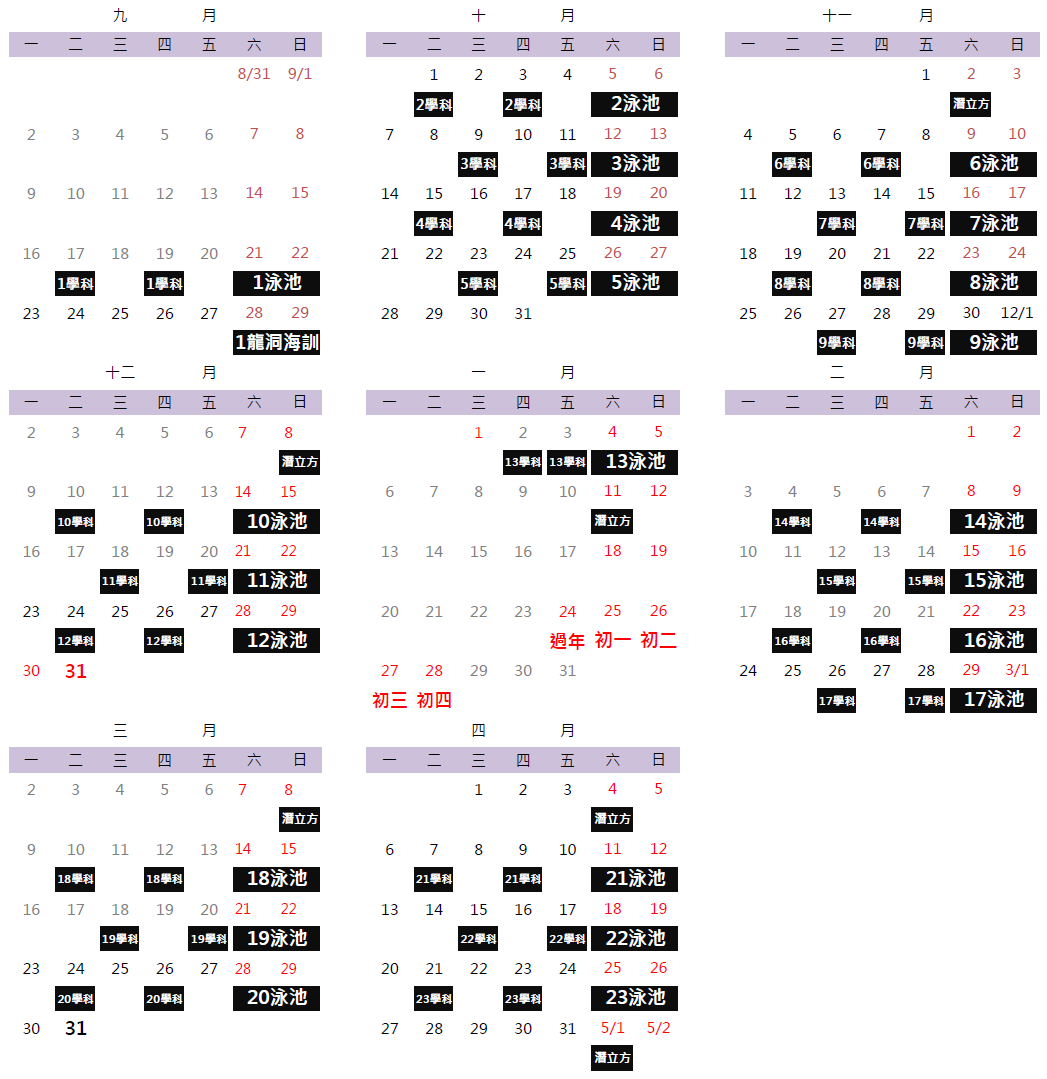 九 月
一 二 三 四 五 六 日
8/31 9/1
2 3 4 5 6 7 8
9 10 11 12 13 14 15
16 17 18 19 20 21 22
1學科 1學科 1泳池
23 24 25 26 27 28 29
1龍洞海訓
十 月
一 二 三 四 五 六 日
1 2 3 4 5 6
2學科 2學科 2泳池
7 8 9 10 11 12 13
3學科 3學科 3泳池
14 15 16 17 18 19 20
4學科 4學科 4泳池
21 22 23 24 25 26 27
5學科 5學科 5泳池
28 29 30 31
十一 月
一 二 三 四 五 六 日
1 2 3
潛立方
4 5 6 7 8 9 10
6學科 6學科 6泳池
11 12 13 14 15 16 17
7學科 7學科 7泳池
18 19 20 21 22 23 24
8學科 8學科 8泳池
25 26 27 28 29 30 12/1
9學科 9學科 9泳池
十二 月
一 二 三 四 五 六 日
2 3 4 5 6 7 8
潛立方
9 10 11 12 13 14 15
10學科 10學科 10泳池
16 17 18 19 20 21 22
11學科 11學科 11泳池
23 24 25 26 27 28 29
12學科 12學科 12泳池
30 31
一 月
一 二 三 四 五 六 日
1 2 3 4 5
13學科 13學科 13泳池
6 7 8 9 10 11 12
潛立方
13 14 15 16 17 18 19
20 21 22 23 24 25 26
過年 初一 初二
27 28 29 30 31
初三 初四
二 月
一 二 三 四 五 六 日
1 2
3 4 5 6 7 8 9
14學科 14學科 14泳池
10 11 12 13 14 15 16
15學科 15學科 15泳池
17 18 19 20 21 22 23
16學科 16學科 16泳池
24 25 26 27 28 29 3/1
17學科 17學科 17泳池
三 月
一 二 三 四 五 六 日
2 3 4 5 6 7 8
潛立方
9 10 11 12 13 14 15
18學科 18學科 18泳池
16 17 18 19 20 21 22
19學科 19學科 19泳池
23 24 25 26 27 28 29
20學科 20學科 20泳池
30 31
四 月
一 二 三 四 五 六 日
1 2 3 4 5
潛立方
6 7 8 9 10 11 12
21學科 21學科 21泳池
13 14 15 16 17 18 19
22學科 22學科 22泳池
20 21 22 23 24 25 26
23學科 23學科 23泳池
27 28 29 30 31 5/1 5/2
潛立方